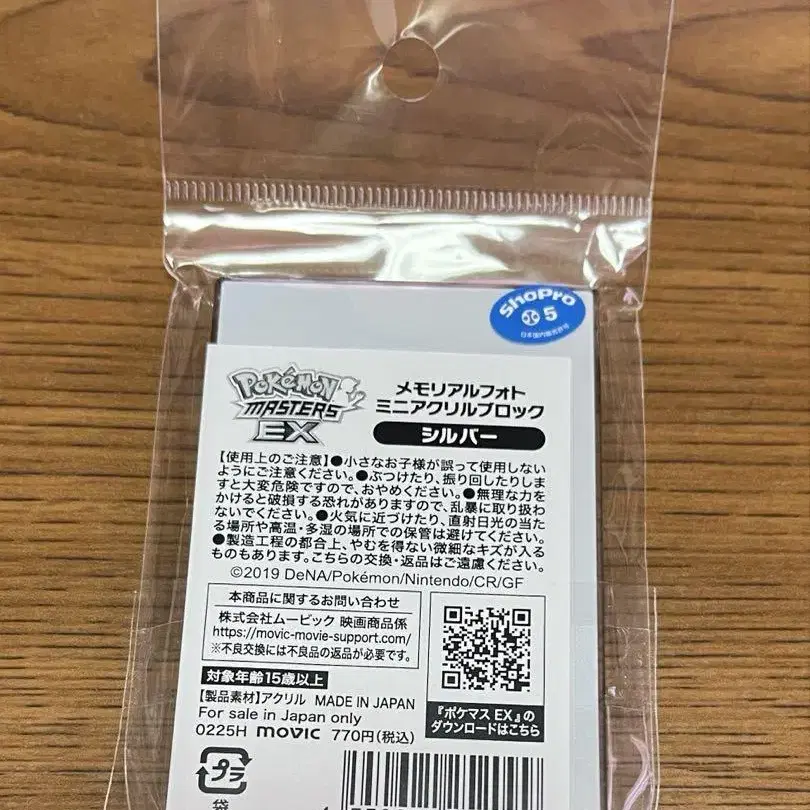 ShoPro
5
日本国内販売許可
Pokémon
MASTERS
EX
メモリアルフォト
ミニアクリルブロック
シルバー
【使用上のご注意】●小さなお子様が誤って使用しない
ようにご注意ください。●ぶつけたり、振り回したりしま
すと大変危険ですので、おやめください。●無理な力を
かけると破損する恐れがありますので、乱暴に取り扱わ
ないでください。●火気に近づけたり、直射日光の当た
る場所や高温・多湿の場所での保管は避けてください。
●製造工程の都合上、やむを得ない微細なキズが入る
ものもあります。こちらの交換・返品はご遠慮ください。
©2019 DeNA/Pokémon/Nintendo/CR/GF
本商品に関するお問い合わせ
株式会社ムービック 映画商品係
https://movic-movie-support.com/
※不良交換には不良品の返品が必要です。
対象年齢15歳以上
【製品素材】アクリル MADE IN JAPAN
For sale in Japan only
0225H movic 770円(税込)
『ポケマス EX』の
ダウンロードはこちら
プラ
袋